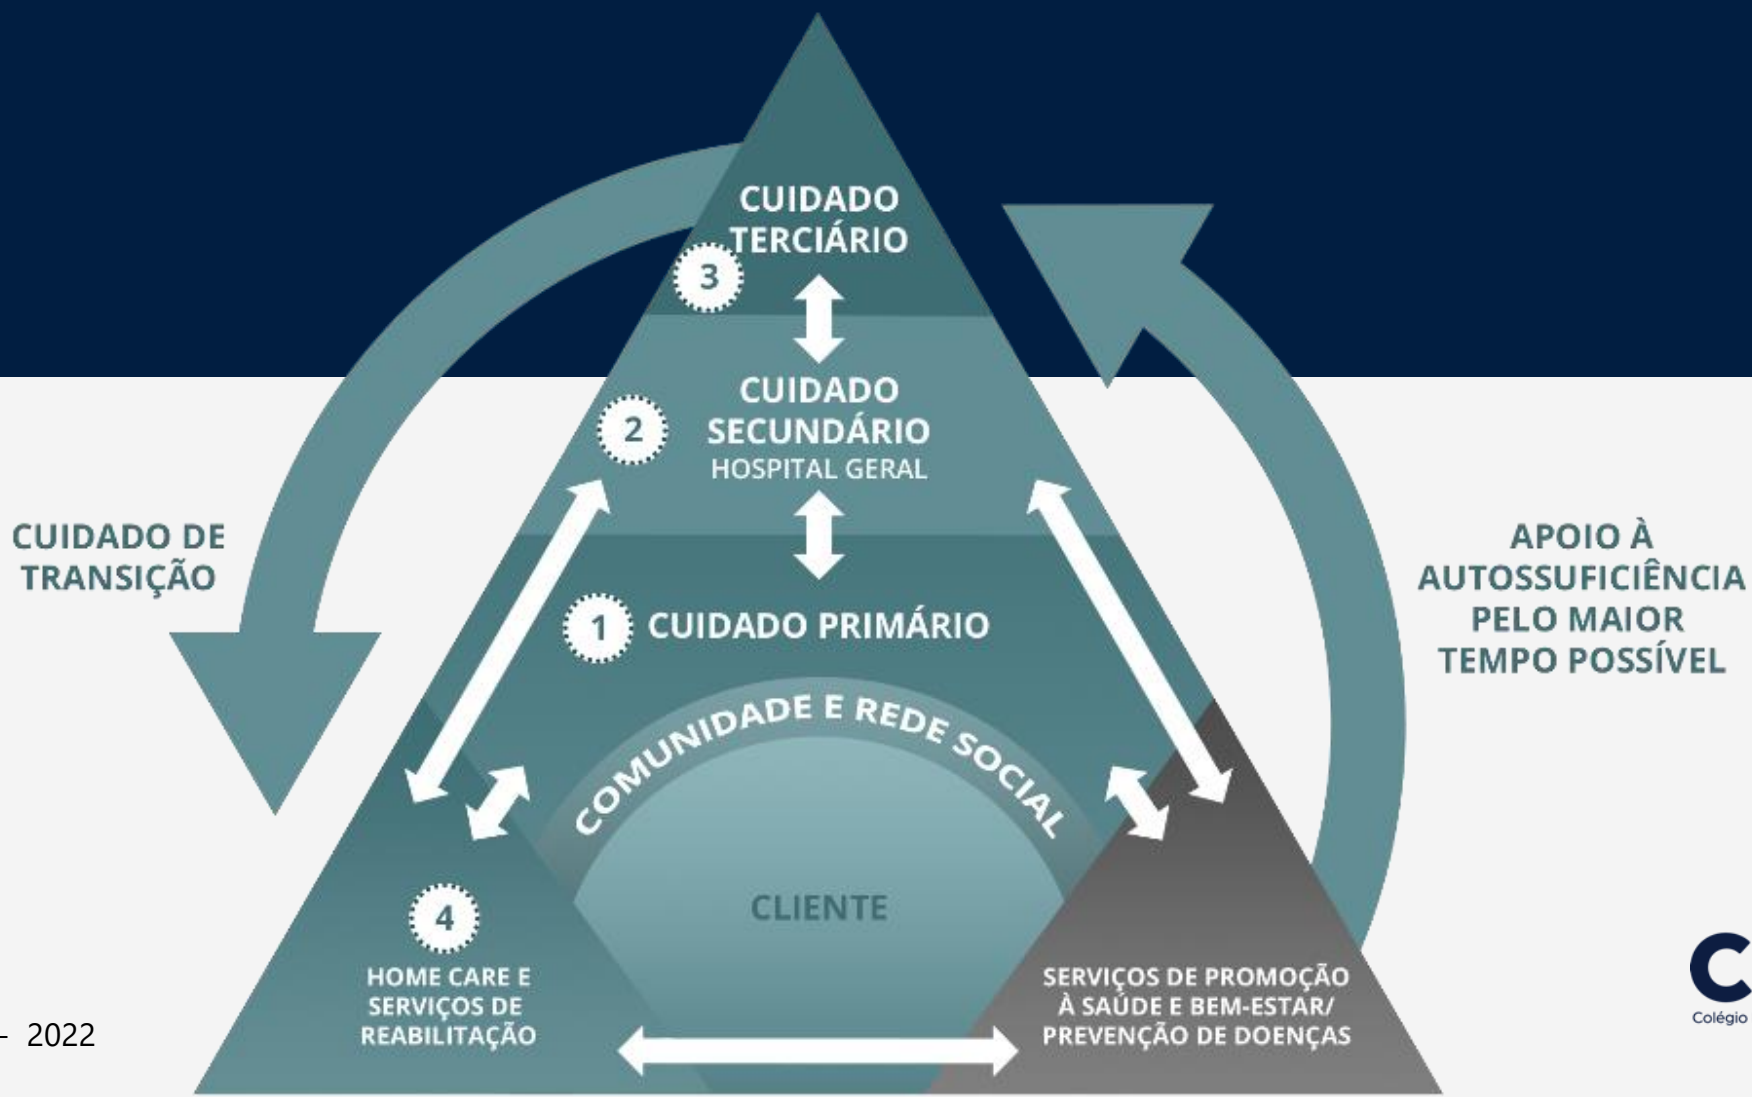 CUIDADO
TERCIÁRIO
3
CUIDADO
SECUNDÁRIO
HOSPITAL GERAL
2
CUIDADO DE
TRANSIÇÃO
APOIO À
AUTOSSUFICIÊNCIA
PELO MAIOR
TEMPO POSSÍVEL
1 CUIDADO PRIMÁRIO
COMUNIDADE E REDE SOCIAL
CLIENTE
4
HOME CARE E
SERVIÇOS DE
REABILITAÇÃO
SERVIÇOS DE PROMOÇÃO
À SAÚDE E BEM-ESTAR/
PREVENÇÃO DE DOENÇAS
C
Colégio
- 2022